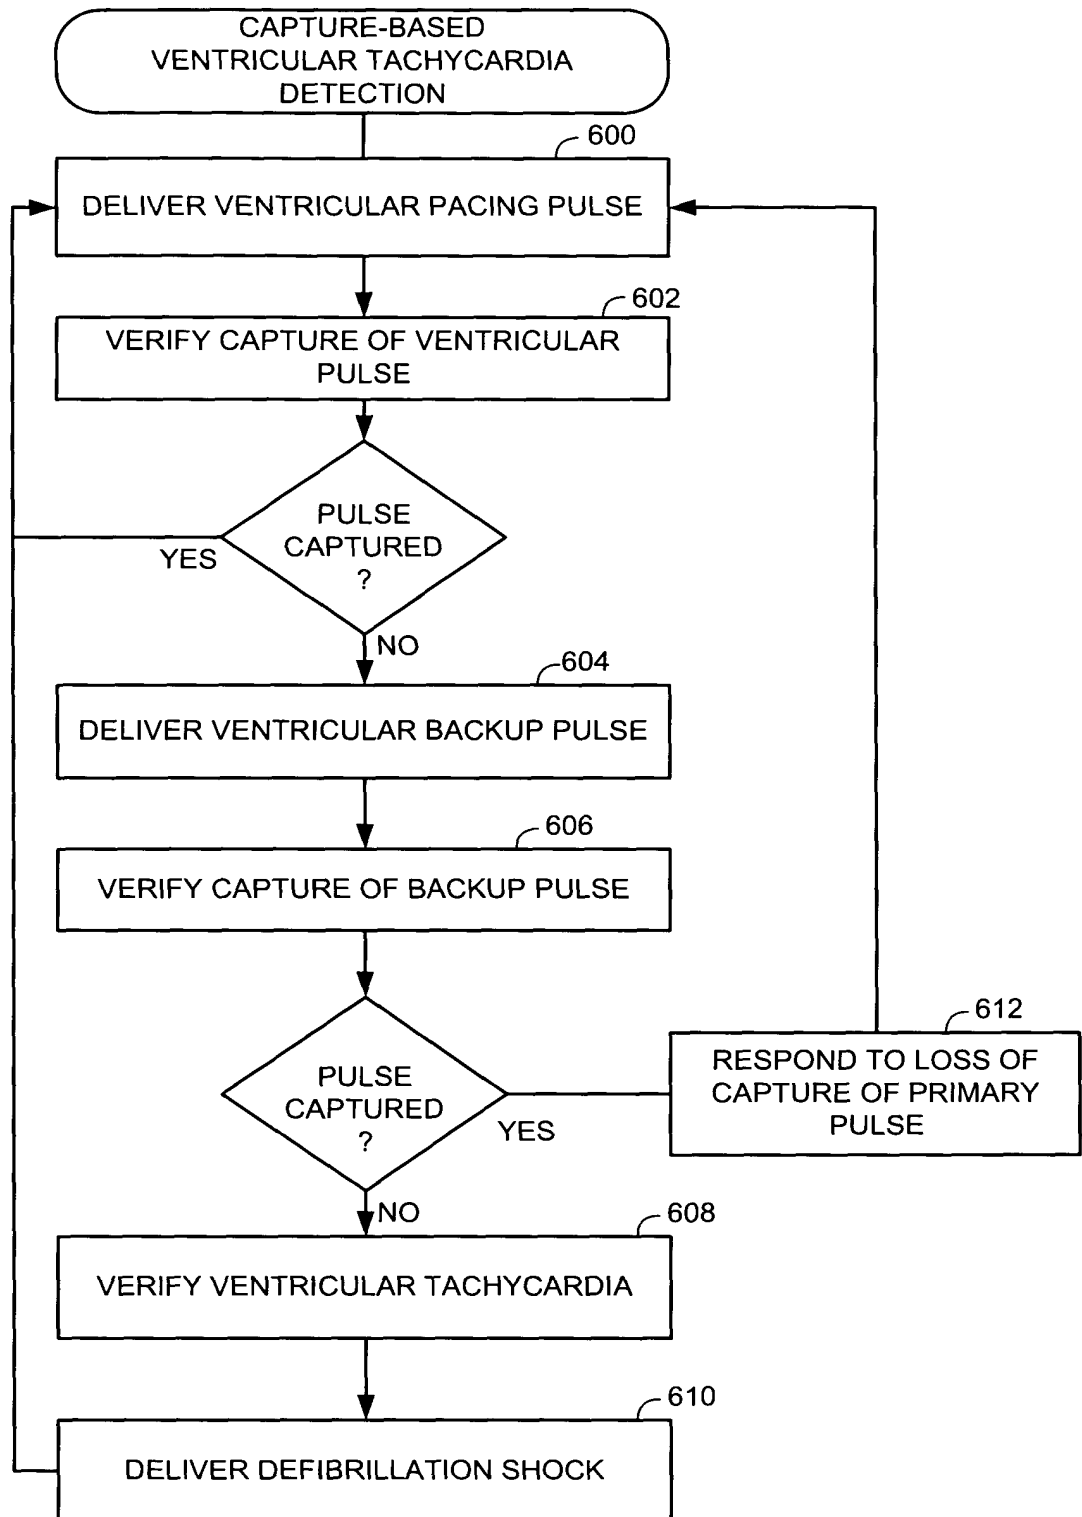 CAPTURE-BASED
VENTRICULAR TACHYCARDIA
DETECTION
600
DELIVER VENTRICULAR PACING PULSE
602
VERIFY CAPTURE OF VENTRICULAR
PULSE
PULSE
CAPTURED
?
YES
NO
604
DELIVER VENTRICULAR BACKUP PULSE
606
VERIFY CAPTURE OF BACKUP PULSE
612
RESPOND TO LOSS OF
CAPTURE OF PRIMARY
PULSE
PULSE
CAPTURED
?
YES
NO
608
VERIFY VENTRICULAR TACHYCARDIA
610
DELIVER DEFIBRILLATION SHOCK